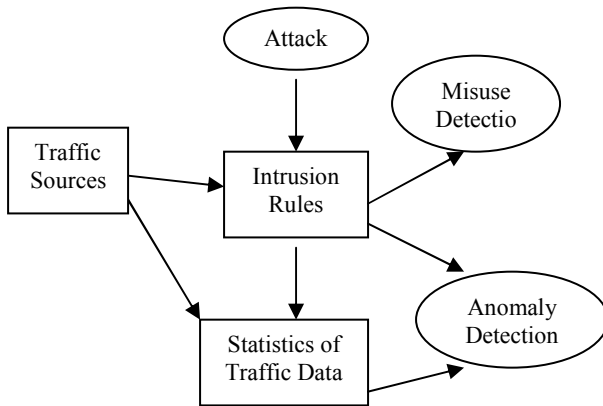 Attack
Misuse
Detectio
Traffic
Sources
Intrusion
Rules
Anomaly
Detection
Statistics of
Traffic Data